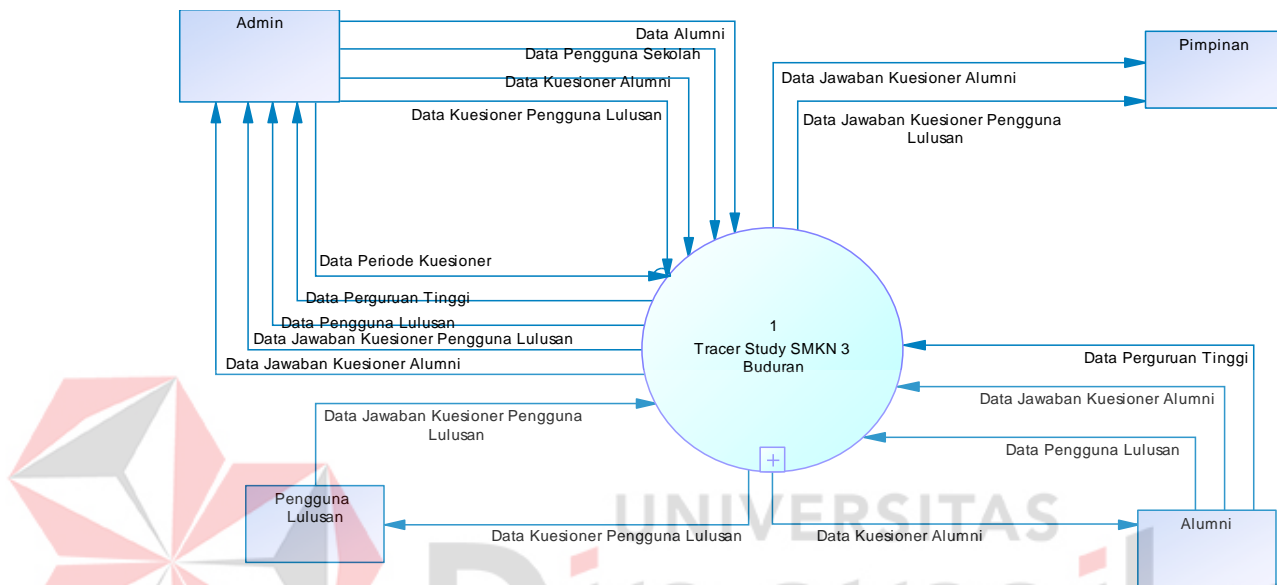 Admin
Data Alumni
Data Pengguna Sekolah
Data Kuesioner Alumni
Data Kuesioner Pengguna Lulusan
Pimpinan
Data Jawaban Kuesioner Alumni
Data Jawaban Kuesioner Pengguna
Lulusan
Data Periode Kuesioner
Data Perguruan Tinggi
Data Pengguna Lulusan
Data Jawaban Kuesioner Pengguna Lulusan
Data Jawaban Kuesioner Alumni
1
Tracer Study SMKN 3
Buduran
Data Perguruan Tinggi
Data Jawaban Kuesioner Alumni
Data Pengguna Lulusan
Data Jawaban Kuesioner Pengguna
Lulusan
Pengguna
Lulusan
Data Kuesioner Pengguna Lulusan
Data Kuesioner Alumni
Alumni
UNIVERSITAS